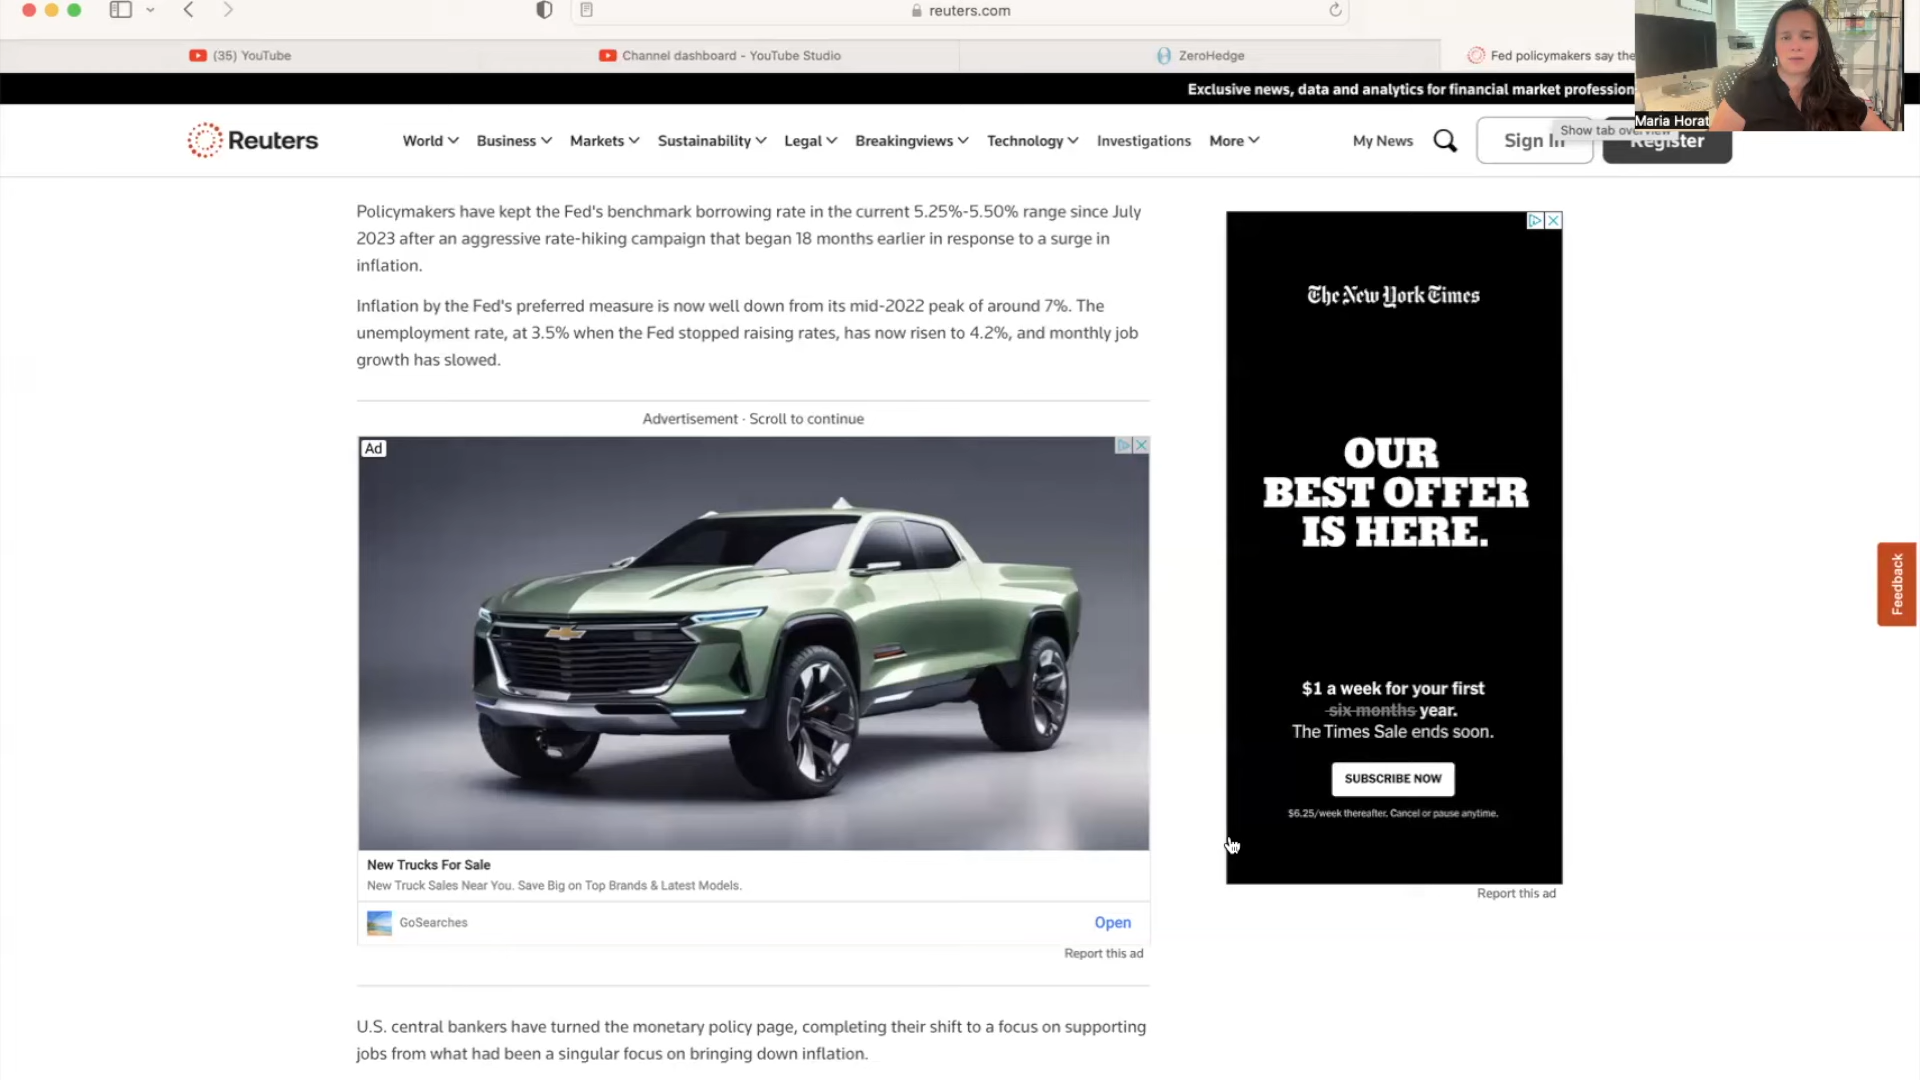 reuters.com
(35) YouTube
Channel dashboard - YouTube Studio
ZeroHedge
Fed policymakers say the
Exclusive news, data and analytics for financial market profession
Maria Horat
Show tab overview
Reuters
World
Business
Markets
Sustainability
Legal
Breakingviews
Technology
Investigations
More
My News
Sign In
Register
Policymakers have kept the Fed's benchmark borrowing rate in the current 5.25%-5.50% range since July
2023 after an aggressive rate-hiking campaign that began 18 months earlier in response to a surge in
inflation.
Inflation by the Fed's preferred measure is now well down from its mid-2022 peak of around 7%. The
unemployment rate, at 3.5% when the Fed stopped raising rates, has now risen to 4.2%, and monthly job
growth has slowed.
Advertisement · Scroll to continue
Ad
New Trucks For Sale
New Truck Sales Near You. Save Big on Top Brands & Latest Models.
GoSearches
Open
Report this ad
U.S. central bankers have turned the monetary policy page, completing their shift to a focus on supporting
jobs from what had been a singular focus on bringing down inflation.
The New York Times
OUR
BEST OFFER
IS HERE.
$1 a week for your first
six months year.
The Times Sale ends soon.
SUBSCRIBE NOW
$6.25/week thereafter. Cancel or pause anytime.
Report this ad
Feedback